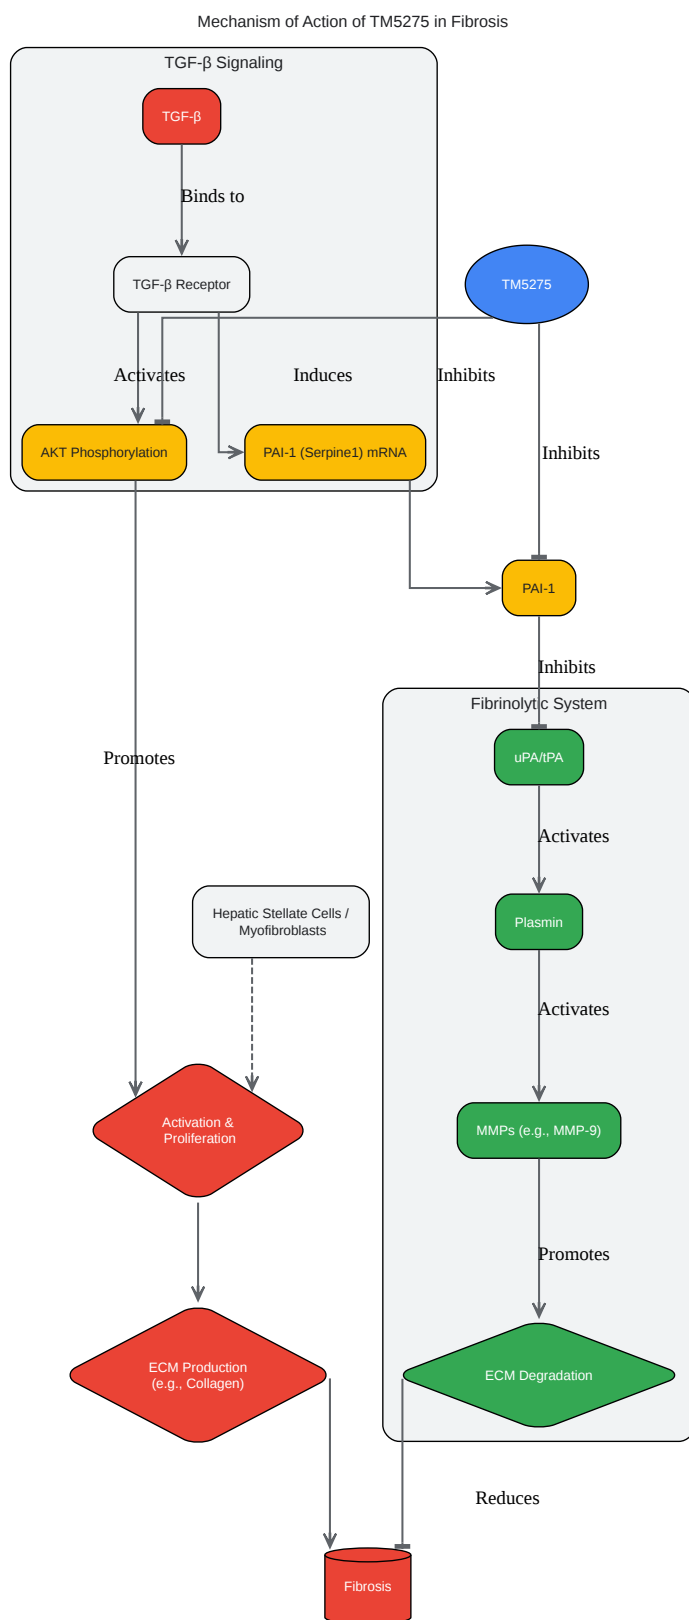 Mechanism of Action of TM5275 in Fibrosis
TGF-β Signaling
TGF-β
Binds to
TGF-β Receptor
TM5275
Activates
Induces
Inhibits
AKT Phosphorylation
PAI-1 (Serpine1) mRNA
Inhibits
PAI-1
Inhibits
Fibrinolytic System
uPA/tPA
Promotes
Activates
Hepatic Stellate Cells /
Myofibroblasts
Plasmin
Activates
Activation &
Proliferation
MMPs (e.g., MMP-9)
Promotes
ECM Production
(e.g., Collagen)
ECM Degradation
Reduces
Fibrosis